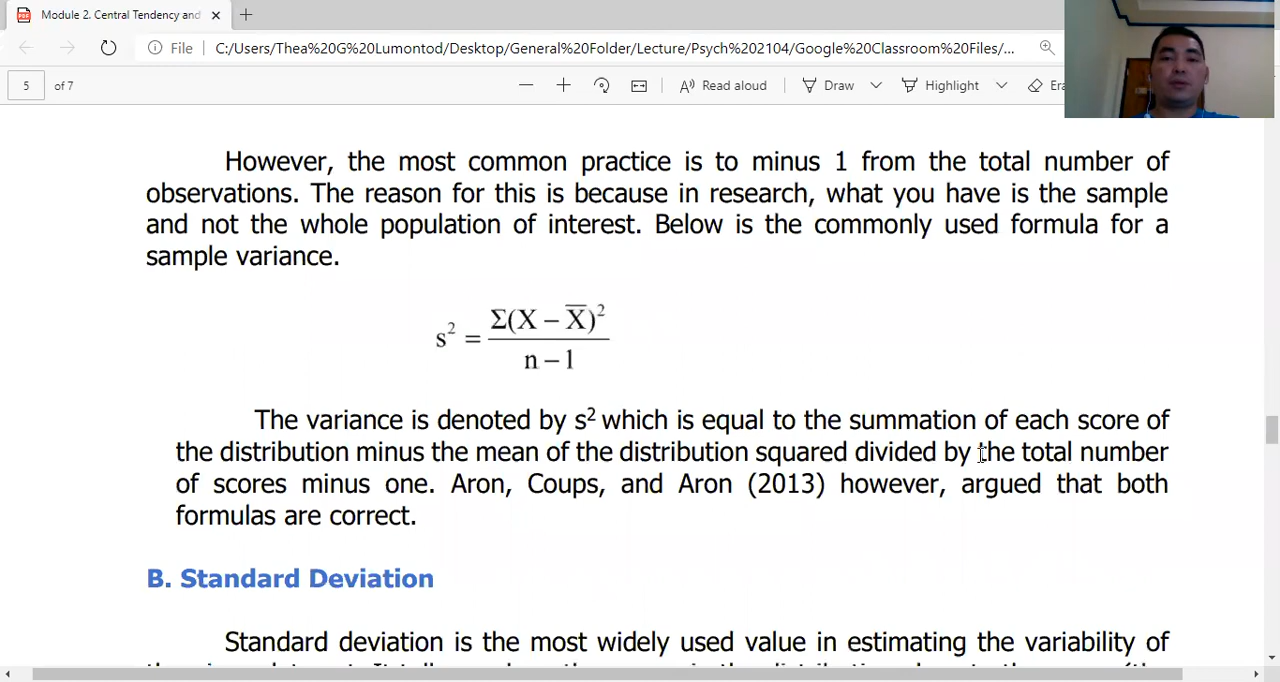 Module 2. Central Tendency and
File C:/Users/Thea%20G%20Lumontod/Desktop/General%20Folder/Lecture/Psych%202104/Google%20Classroom%20Files/...
5 of 7 Read aloud Draw Highlight Era
However, the most common practice is to minus 1 from the total number of
observations. The reason for this is because in research, what you have is the sample
and not the whole population of interest. Below is the commonly used formula for a
sample variance.
s² = Σ(X – X̅)² / n – 1
The variance is denoted by s² which is equal to the summation of each score of
the distribution minus the mean of the distribution squared divided by the total number
of scores minus one. Aron, Coups, and Aron (2013) however, argued that both
formulas are correct.
B. Standard Deviation
Standard deviation is the most widely used value in estimating the variability of